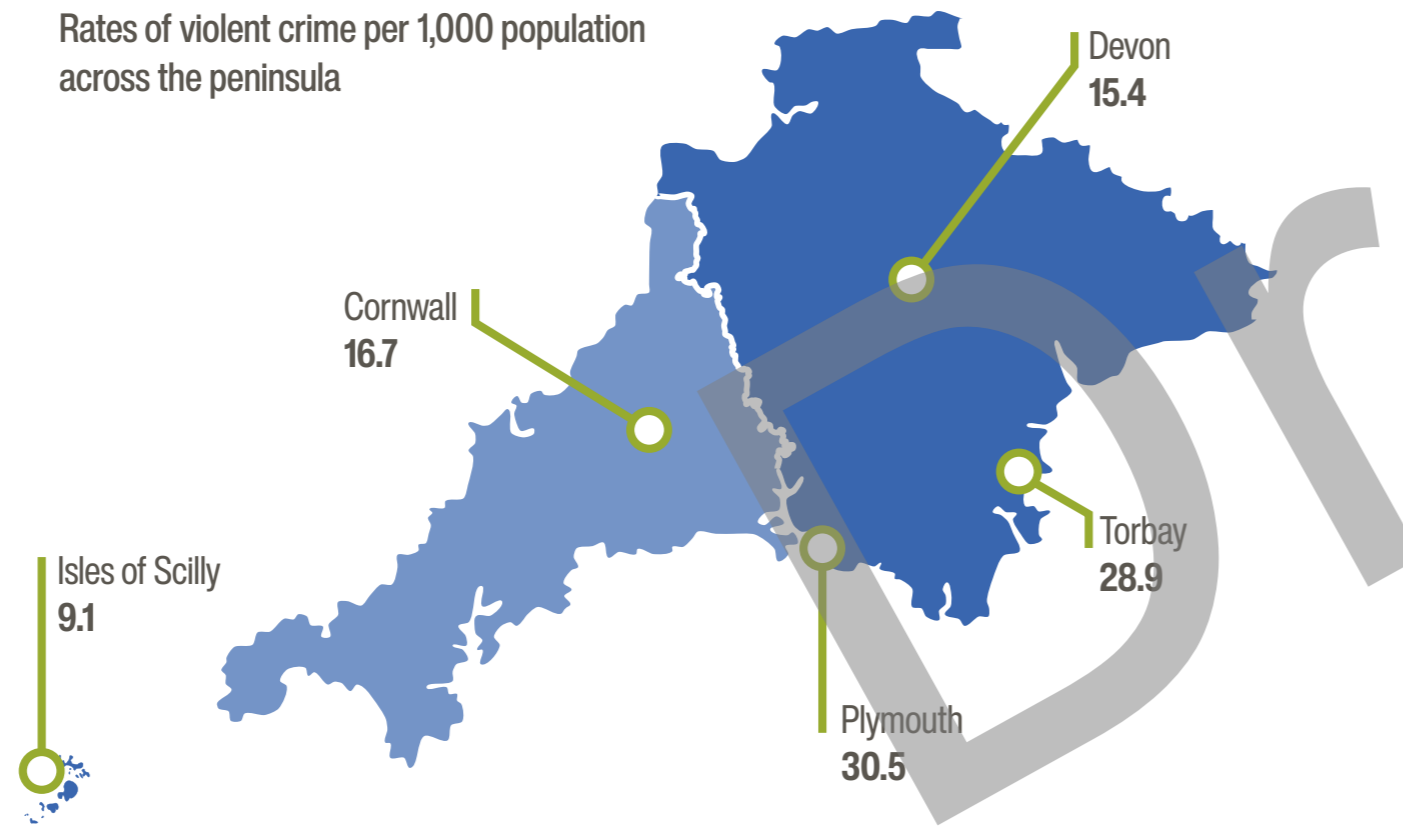 Rates of violent crime per 1,000 population
across the peninsula
Devon
15.4
Cornwall
16.7
Torbay
28.9
Isles of Scilly
9.1
Plymouth
30.5
Dr